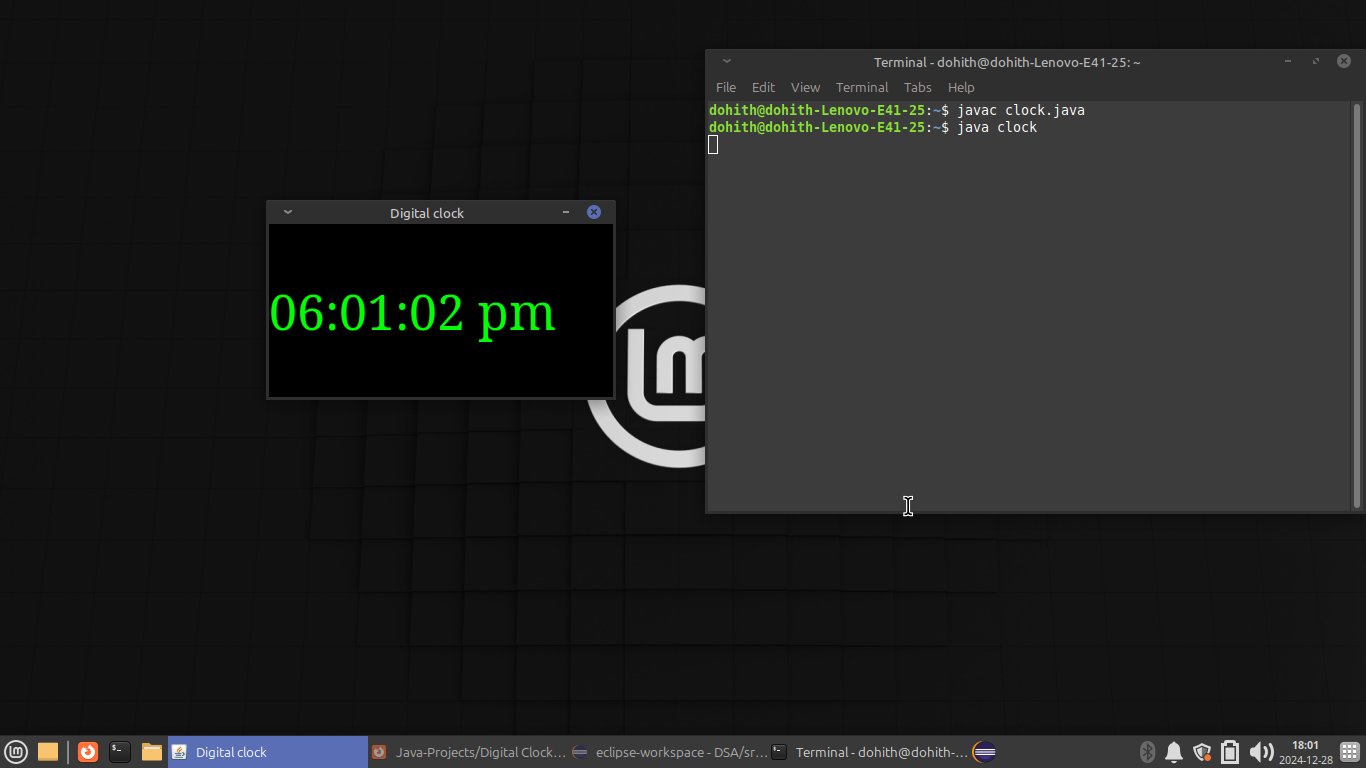 Terminal - dohith@dohith-Lenovo-E41-25: ~
File Edit View Terminal Tabs Help
dohith@dohith-Lenovo-E41-25:~$ javac clock.java
dohith@dohith-Lenovo-E41-25:~$ java clock
Digital clock
06:01:02 pm
Digital clock
Java-Projects/Digital Clock...
eclipse-workspace - DSA/sr...
Terminal - dohith@dohith-...
18:01
2024-12-28